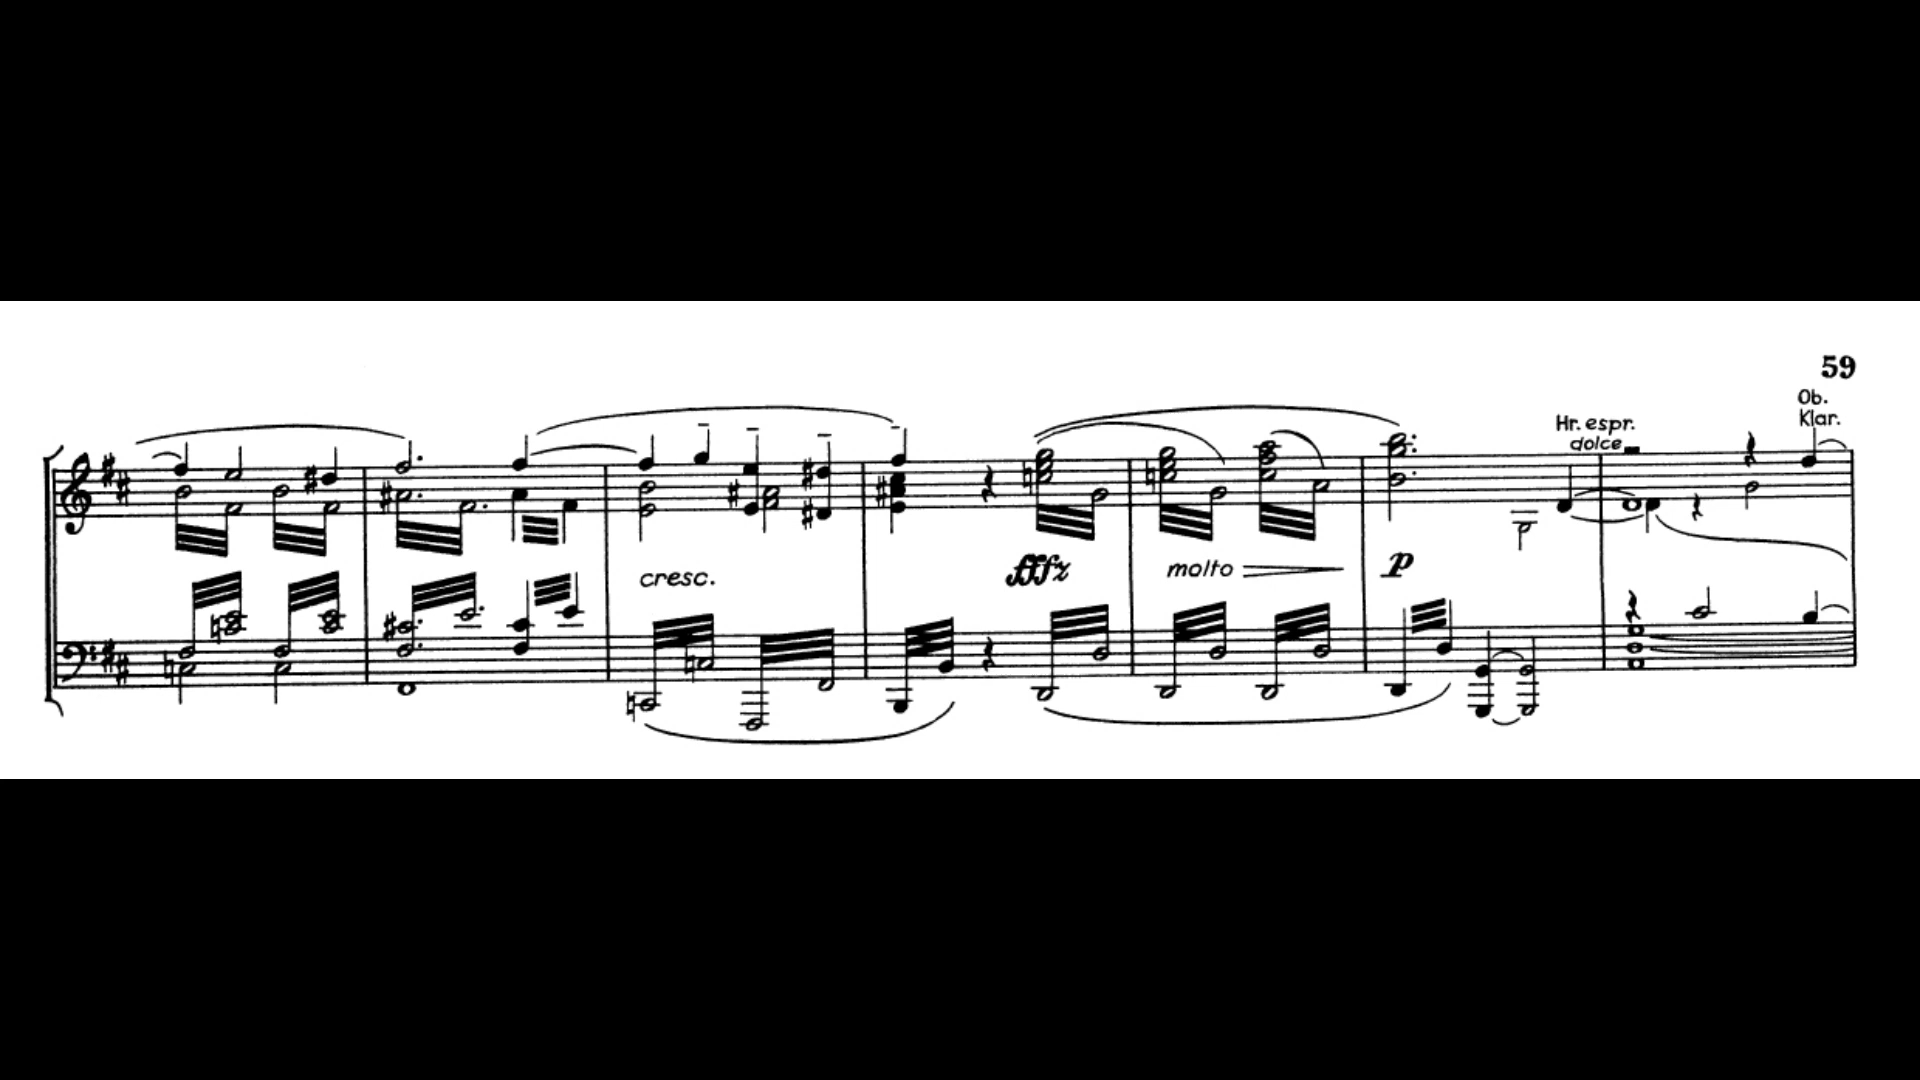 59
Ob.
Klar.
Hr. espr.
dolce
cresc.
fffz
molto
p